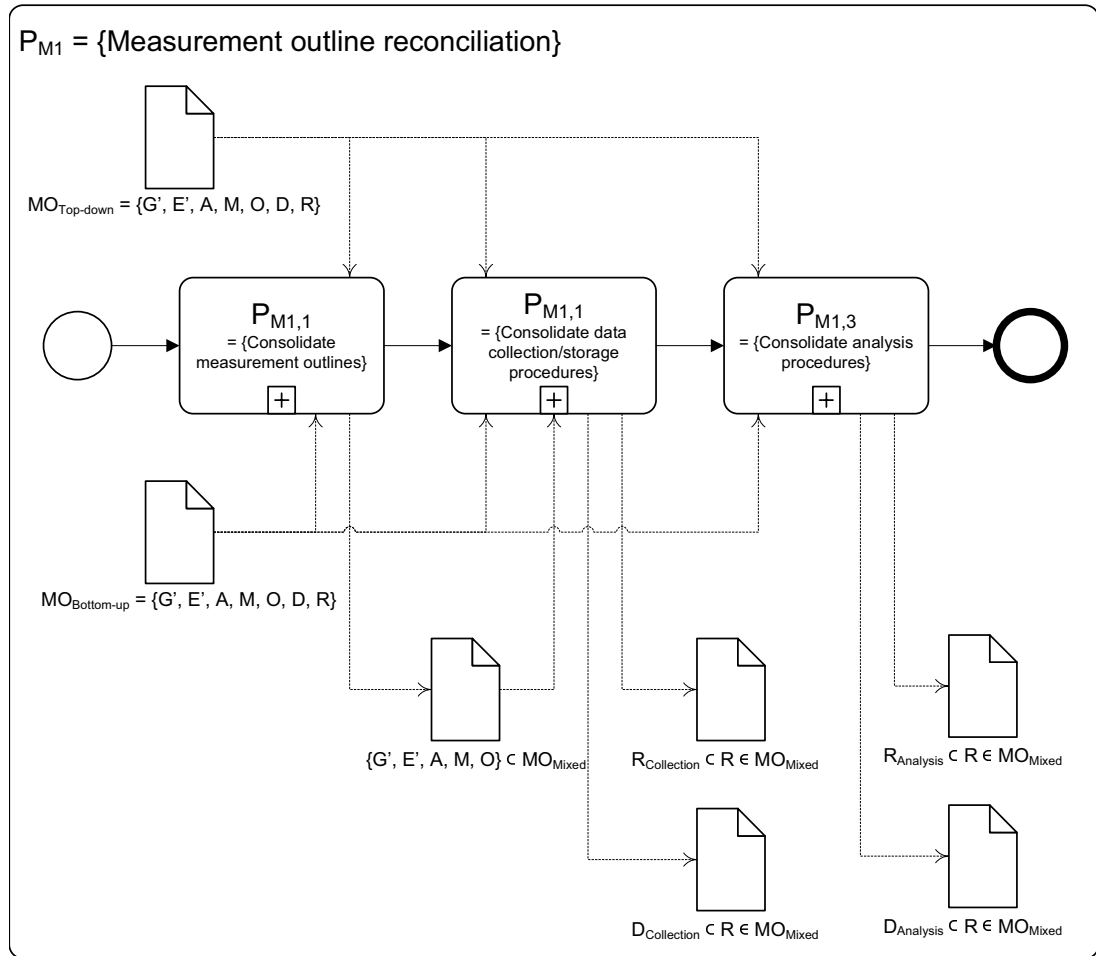 P_M1 = {Measurement outline reconciliation}
MO_Top-down = {G’, E’, A, M, O, D, R}
P_M1,1
= {Consolidate
measurement outlines}
+
P_M1,1
= {Consolidate data
collection/storage
procedures}
+
P_M1,3
= {Consolidate analysis
procedures}
+
MO_Bottom-up = {G’, E’, A, M, O, D, R}
{G’, E’, A, M, O} ⊂ MO_Mixed
R_Collection ⊂ R ∈ MO_Mixed
R_Analysis ⊂ R ∈ MO_Mixed
D_Collection ⊂ R ∈ MO_Mixed
D_Analysis ⊂ R ∈ MO_Mixed